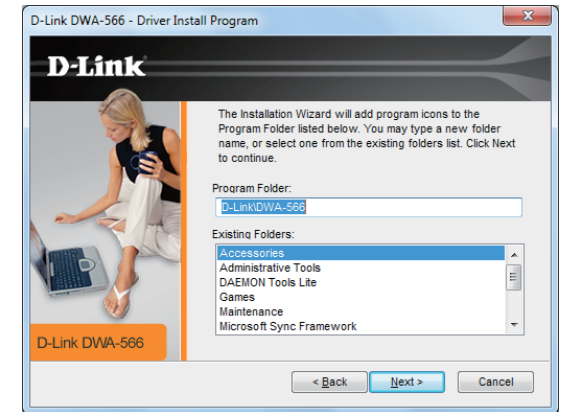 D-Link DWA-566 - Driver Install Program
D-Link
The Installation Wizard will add program icons to the
Program Folder listed below. You may type a new folder
name, or select one from the existing folders list. Click Next
to continue.
Program Folder:
D-Link\DWA-566
Existing Folders:
Accessories
Administrative Tools
DAEMON Tools Lite
Games
Maintenance
Microsoft Sync Framework
D-Link DWA-566
< Back
Next >
Cancel